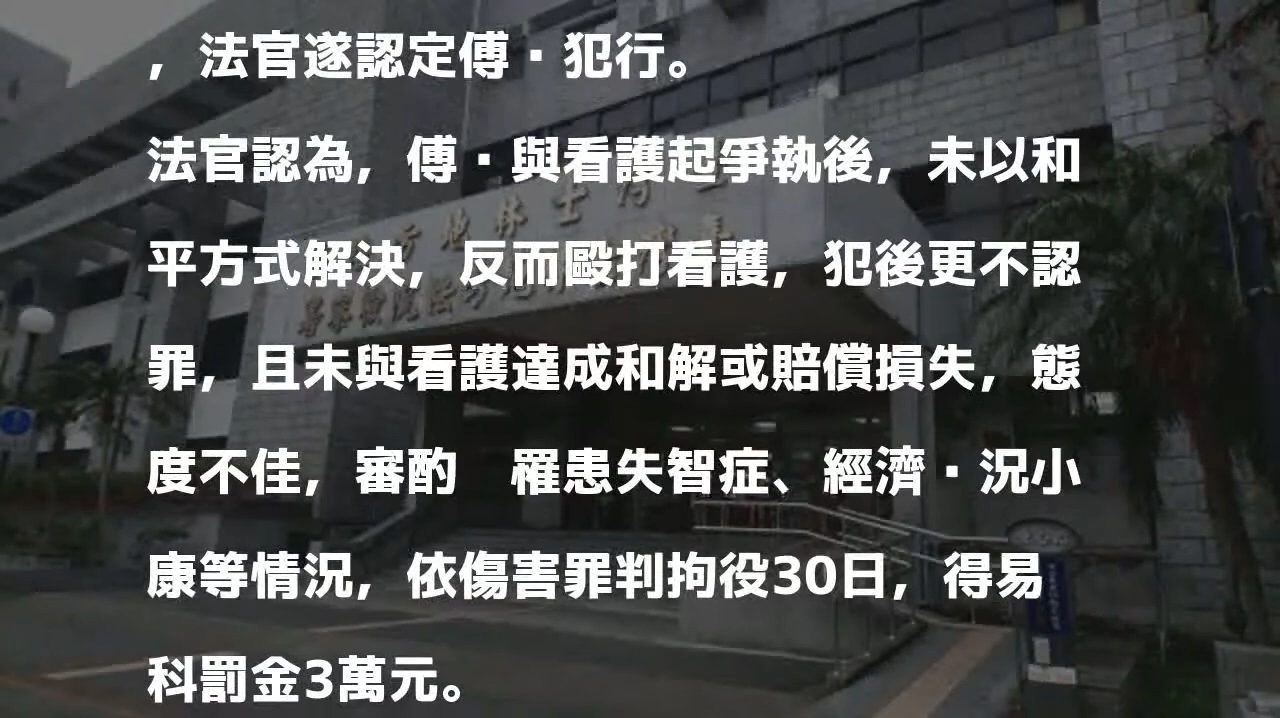 ，法官遂認定傅▪犯行。
法官認為，傅▪與看護起爭執後，未以和
平方式解決，反而毆打看護，犯後更不認
罪，且未與看護達成和解或賠償損失，態
度不佳，審酌　罹患失智症、經濟▪況小
康等情況，依傷害罪判拘役30日，得易
科罰金3萬元。